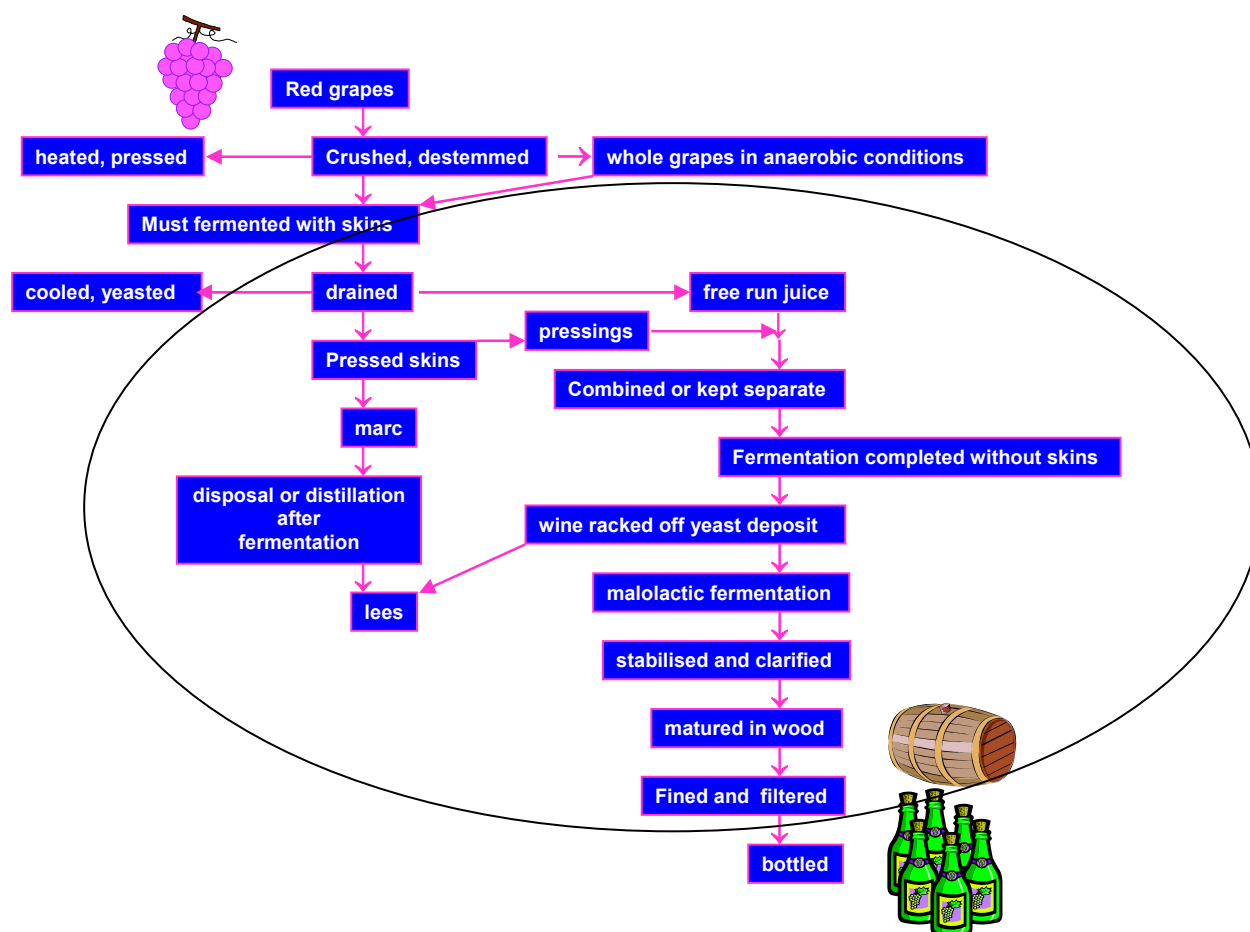 Red grapes
heated, pressed
Crushed, destemmed
whole grapes in anaerobic conditions
Must fermented with skins
cooled, yeasted
drained
free run juice
pressings
Pressed skins
Combined or kept separate
marc
Fermentation completed without skins
disposal or distillation
after
fermentation
wine racked off yeast deposit
malolactic fermentation
lees
stabilised and clarified
matured in wood
Fined and filtered
bottled